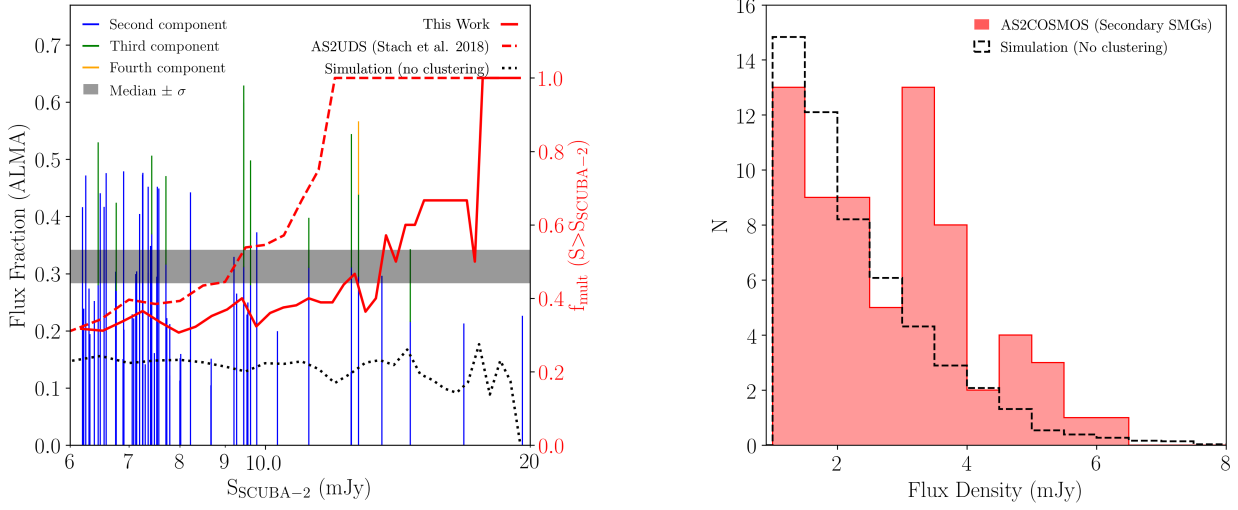 Second component
Third component
Fourth component
Median ± σ
This Work
AS2UDS (Stach et al. 2018)
Simulation (no clustering)
0.7
0.6
0.5
0.4
0.3
0.2
0.1
0.0
Flux Fraction (ALMA)
1.0
0.8
0.6
0.4
0.2
0.0
f_mult (S>S_SCUBA−2)
6
7
8
9
10.0
20
S_SCUBA−2 (mJy)
AS2COSMOS (Secondary SMGs)
Simulation (No clustering)
16
14
12
10
8
6
4
2
0
N
2
4
6
8
Flux Density (mJy)